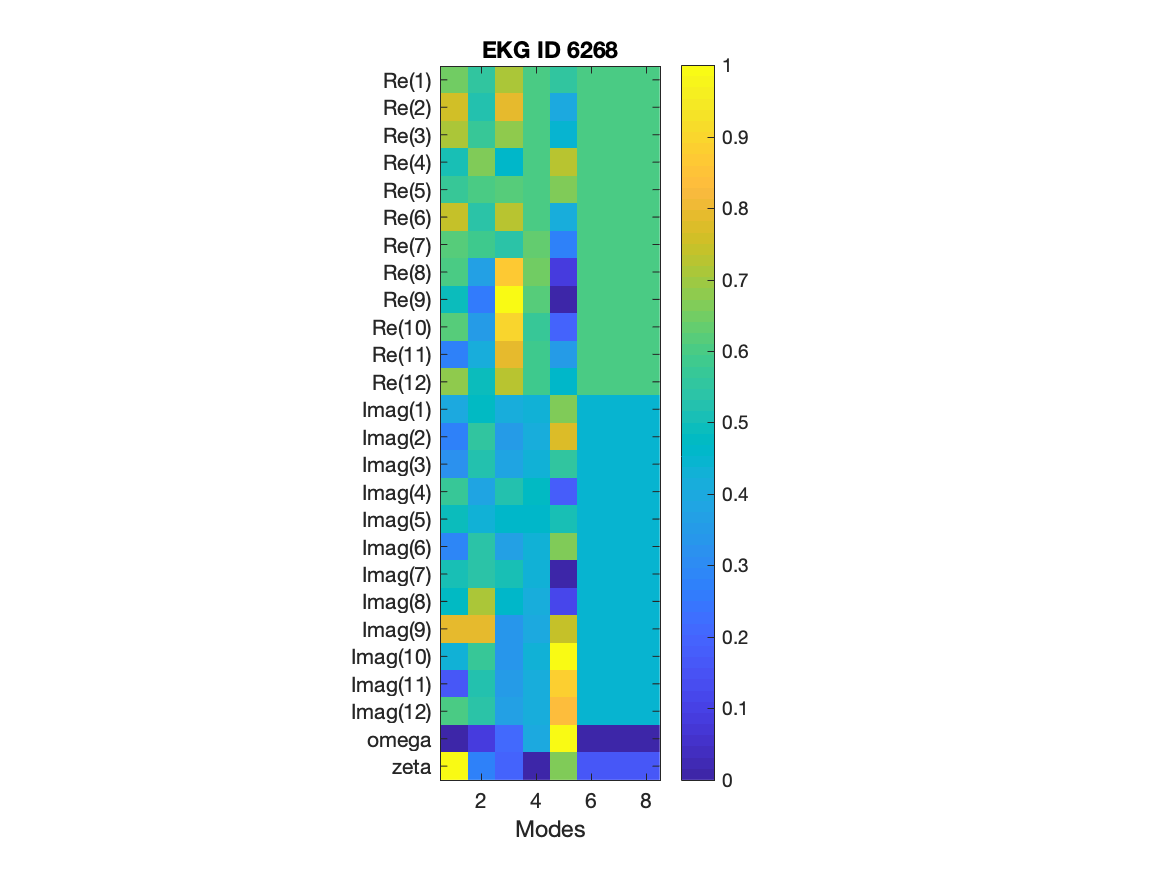 EKG ID 6268
Re(1)
Re(2)
Re(3)
Re(4)
Re(5)
Re(6)
Re(7)
Re(8)
Re(9)
Re(10)
Re(11)
Re(12)
Imag(1)
Imag(2)
Imag(3)
Imag(4)
Imag(5)
Imag(6)
Imag(7)
Imag(8)
Imag(9)
Imag(10)
Imag(11)
Imag(12)
omega
zeta
2 4 6 8
Modes
1
0.9
0.8
0.7
0.6
0.5
0.4
0.3
0.2
0.1
0